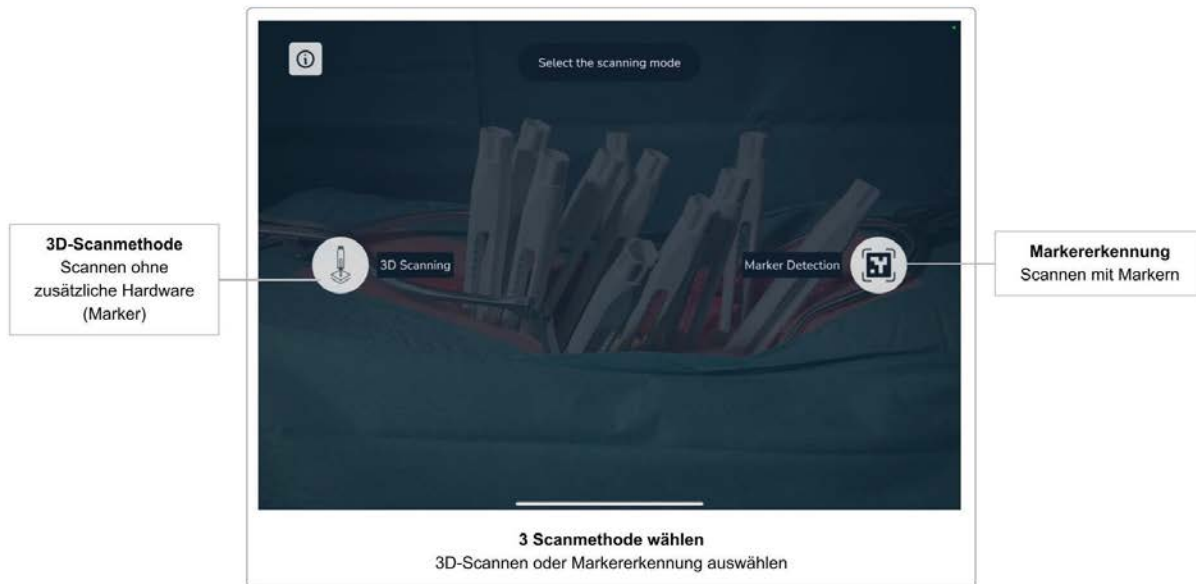 Select the scanning mode
3D-Scanmethode
Scannen ohne
zusätzliche Hardware
(Marker)
3D Scanning
Marker Detection
Markererkennung
Scannen mit Markern
3 Scanmethode wählen
3D-Scannen oder Markererkennung auswählen